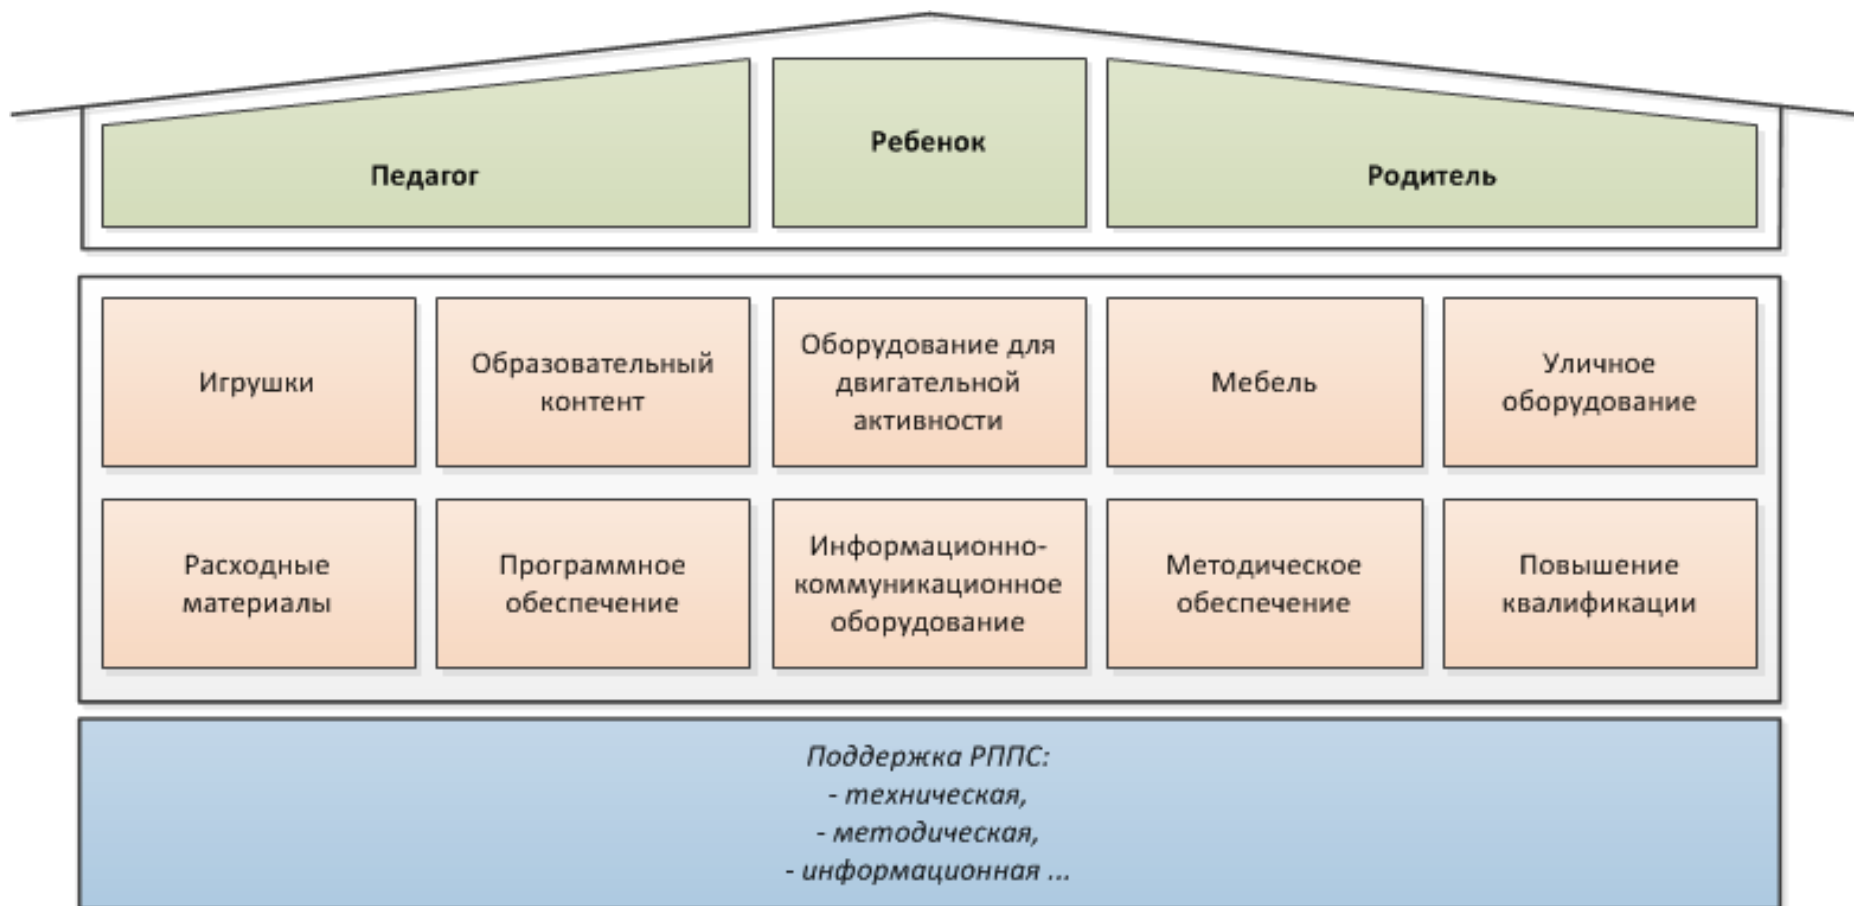 Педагог
Ребенок
Родитель
Игрушки
Образовательный
контент
Оборудование для
двигательной
активности
Мебель
Уличное
оборудование
Расходные
материалы
Программное
обеспечение
Информационно-
коммуникационное
оборудование
Методическое
обеспечение
Повышение
квалификации
Поддержка РППС:
- техническая,
- методическая,
- информационная ...